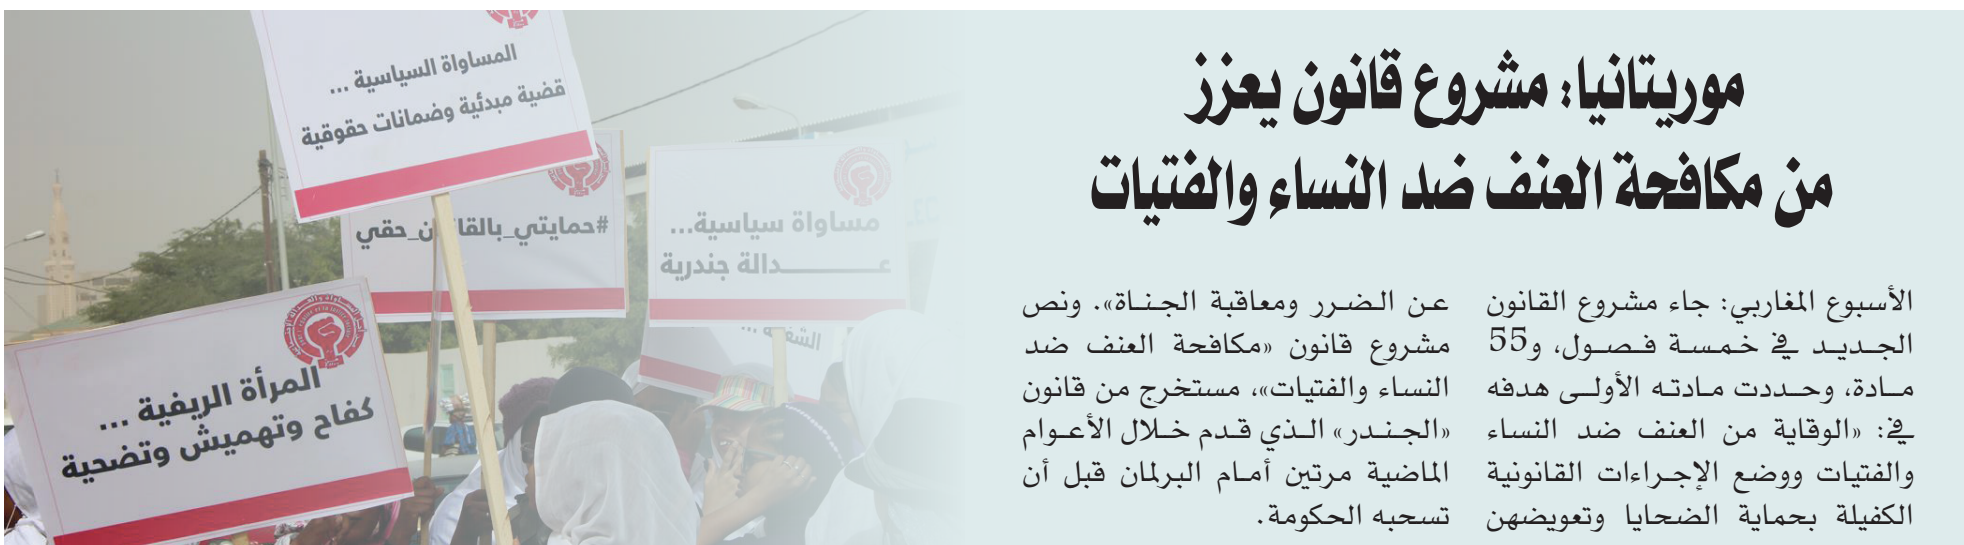 موريتانيا: مشروع قانون يعزز
من مكافحة العنف ضد النساء والفتيات
الأسبوع المغاربي: جاء مشروع القانون
الجديد في خمسة فصول، و55
مادة، وحددت مادته الأولى هدفه
في: «الوقاية من العنف ضد النساء
والفتيات ووضع الإجراءات القانونية
الكفيلة بحماية الضحايا وتعويضهن
عن الضرر ومعاقبة الجناة». ونص
مشروع قانون «مكافحة العنف ضد
النساء والفتيات»، مستخرج من قانون
«الجندر» الذي قدم خلال الأعوام
الماضية مرتين أمام البرلمان قبل أن
تسحبه الحكومة.
المساواة السياسية ...
قضية مبدئية وضمانات حقوقية
#حمايتي_بالقا ن_حقي
مساواة سياسية...
عـــــــدالة جندرية
المرأة الريفية ...
كفاح وتهميش وتضحية